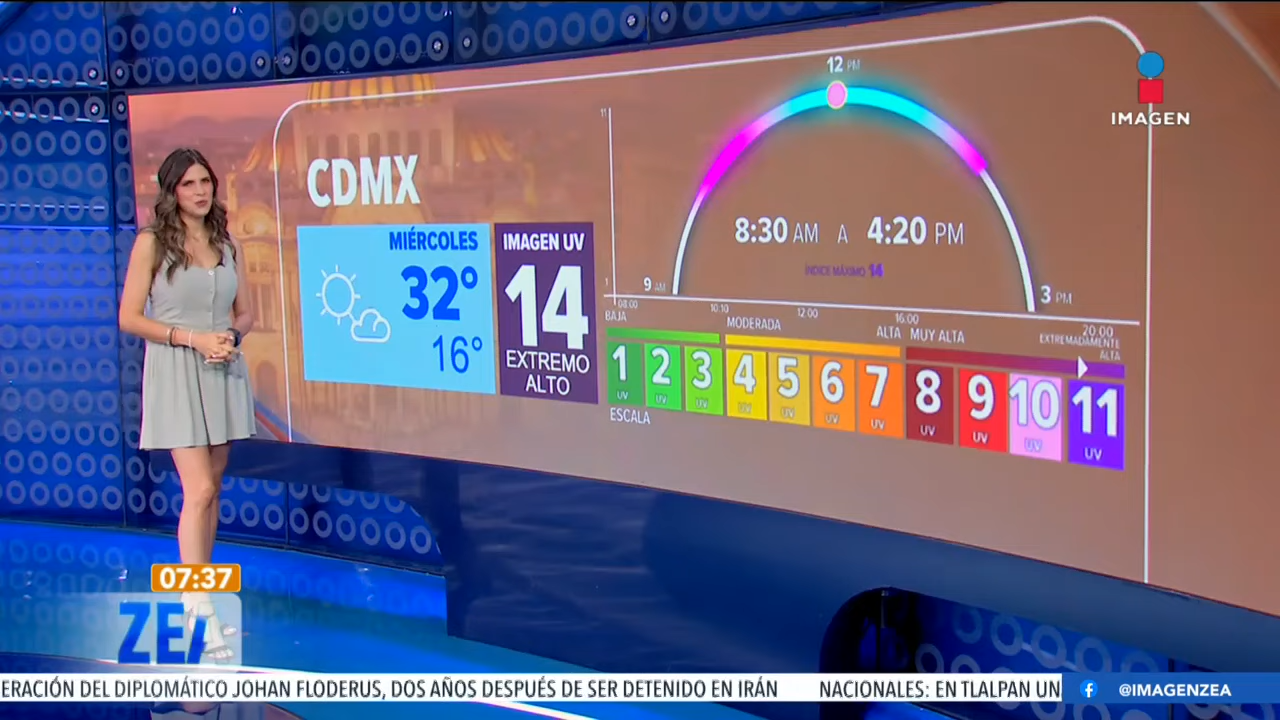 12 PM
IMAGEN
11
CDMX
MIÉRCOLES
32°
16°
IMAGEN UV
14
EXTREMO
ALTO
8:30 AM A 4:20 PM
ÍNDICE MÁXIMO 14
1
9 AM
3 PM
08:00 10:10 12:00 16:00 20:00
BAJA MODERADA ALTA MUY ALTA EXTREMADAMENTE
ALTA
1 2 3 4 5 6 7 8 9 10 11
UV UV UV UV UV UV UV UV UV UV UV
ESCALA
07:37
ZEA
ERACIÓN DEL DIPLOMÁTICO JOHAN FLODERUS, DOS AÑOS DESPUÉS DE SER DETENIDO EN IRÁN NACIONALES: EN TLALPAN UN
@IMAGENZEA